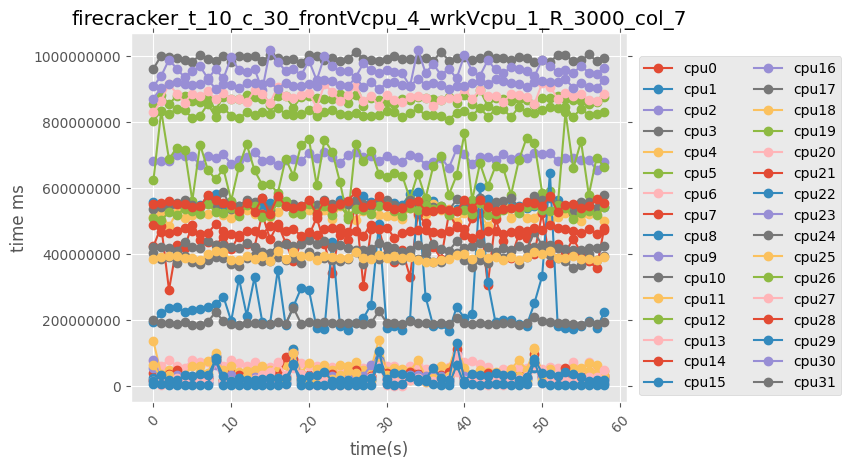 firecracker_t_10_c_30_frontVcpu_4_wrkVcpu_1_R_3000_col_7
1000000000
800000000
600000000
400000000
200000000
0
time ms
0
10
20
30
40
50
60
time(s)
cpu0
cpu1
cpu2
cpu3
cpu4
cpu5
cpu6
cpu7
cpu8
cpu9
cpu10
cpu11
cpu12
cpu13
cpu14
cpu15
cpu16
cpu17
cpu18
cpu19
cpu20
cpu21
cpu22
cpu23
cpu24
cpu25
cpu26
cpu27
cpu28
cpu29
cpu30
cpu31